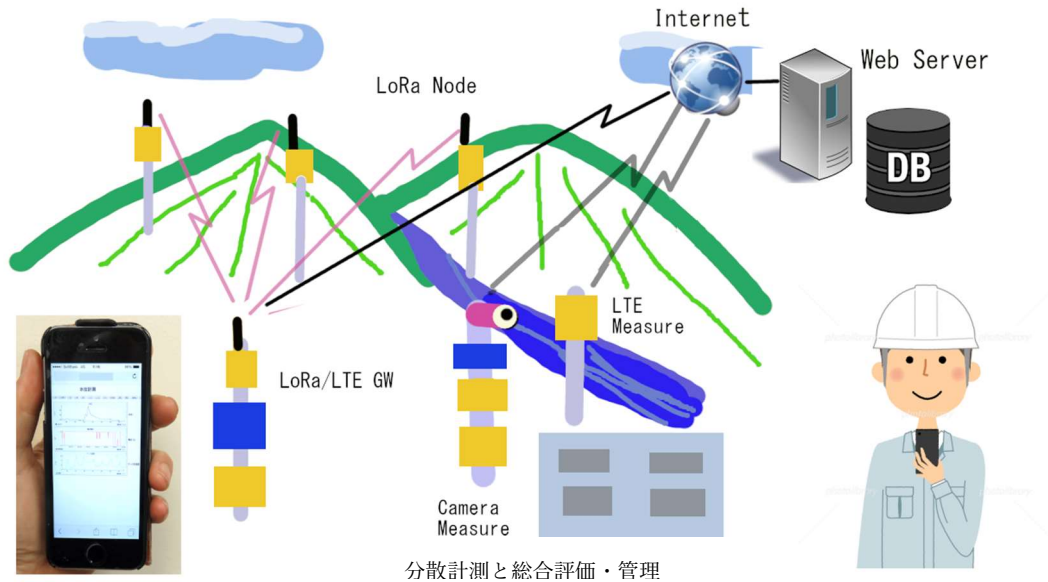 Internet
Web Server
LoRa Node
DB
LTE
Measure
LoRa/LTE GW
Camera
Measure
分散計測と総合評価・管理